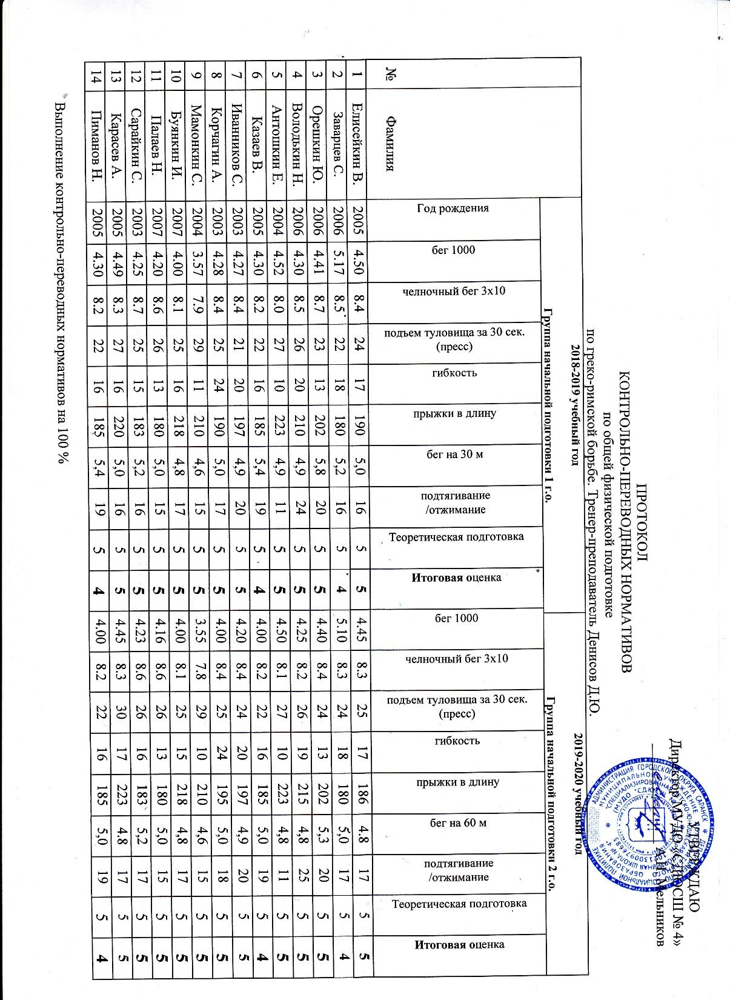 УТВЕРЖДАЮ
Директор МУДО «СДЮСШ № 4»
А.Н. Мельников
ПРОТОКОЛ
КОНТРОЛЬНО-ПЕРЕВОДНЫХ НОРМАТИВОВ
по общей физической подготовке
по греко-римской борьбе. Тренер-преподаватель Денисов Д.Ю.
2018-2019 учебный год 2019-2020 учебный год
Группа начальной подготовки 1 г.о. Группа начальной подготовки 2 г.о.
№ Фамилия Год рождения бег 1000 челночный бег 3х10 подъем туловища за 30 сек. (пресс) гибкость прыжки в длину бег на 30 м подтягивание /отжимание Теоретическая подготовка Итоговая оценка бег 1000 челночный бег 3х10 подъем туловища за 30 сек. (пресс) гибкость прыжки в длину бег на 60 м подтягивание /отжимание Теоретическая подготовка Итоговая оценка
1 Елисейкин В. 2005 4.50 8.4 24 17 190 5,0 16 5 5 4.45 8.3 25 17 186 4.8 17 5 5
2 Заварцев С. 2006 5.17 8.5 22 18 180 5,2 16 5 4 5.10 8.3 24 18 180 5,0 17 5 4
3 Орешкин Ю. 2006 4.41 8.7 23 13 202 5,8 20 5 5 4.40 8.4 24 13 202 5,3 20 5 5
4 Володькин Н. 2006 4.30 8.5 26 20 210 4,9 24 5 5 4.25 8.2 26 19 215 4,8 25 5 5
5 Антошкин Е. 2004 4.52 8.0 27 10 223 4,9 11 5 5 4.50 8.1 27 10 223 4,8 11 5 5
6 Казаев В. 2005 4.30 8.2 22 16 185 5,4 19 5 4 4.00 8.2 22 16 185 5,0 19 5 4
7 Иванников С. 2003 4.27 8.4 21 20 197 4,9 20 5 5 4.20 8.4 24 20 197 4,9 20 5 5
8 Корчагин А. 2003 4.28 8.4 25 24 190 5,0 17 5 5 4.00 8.4 25 24 195 5,0 18 5 5
9 Мамонкин С. 2004 3.57 7.9 29 11 210 4,6 15 5 5 3.55 7.8 29 10 210 4,6 15 5 5
10 Буянкин И. 2007 4.00 8.1 25 16 218 4,8 17 5 5 4.00 8.1 25 15 218 4,8 17 5 5
11 Палаев Н. 2007 4.20 8.6 26 13 180 5,0 15 5 5 4.16 8.6 26 13 180 5,0 15 5 5
12 Сарайкин С. 2003 4.25 8.7 25 15 183 5,2 16 5 5 4.23 8.6 26 16 183 5,2 17 5 5
13 Карасев А. 2005 4.49 8.3 27 16 220 5,0 16 5 5 4.45 8.3 30 17 223 4.8 17 5 5
14 Пиманов Н. 2005 4.30 8.2 22 16 185 5,4 19 5 4 4.00 8.2 22 16 185 5,0 19 5 4
Выполнение контрольно-переводных нормативов на 100 %